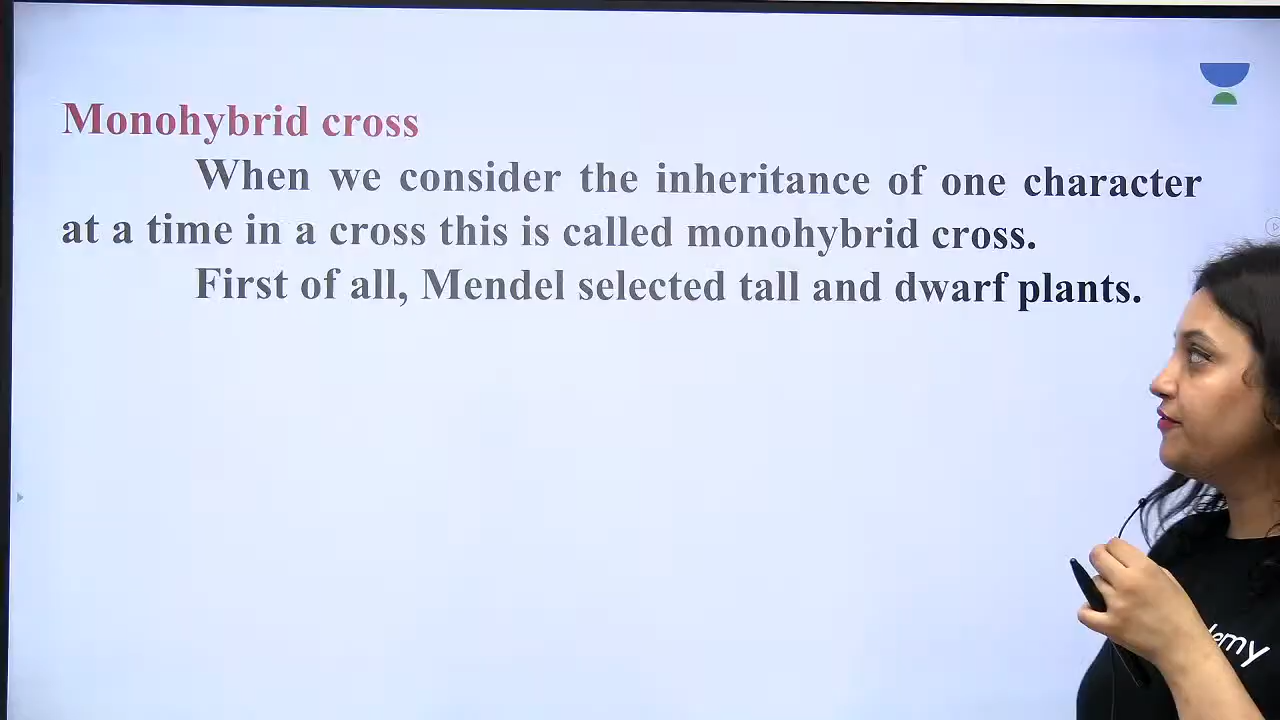 Monohybrid cross
When we consider the inheritance of one character
at a time in a cross this is called monohybrid cross.
First of all, Mendel selected tall and dwarf plants.
demy